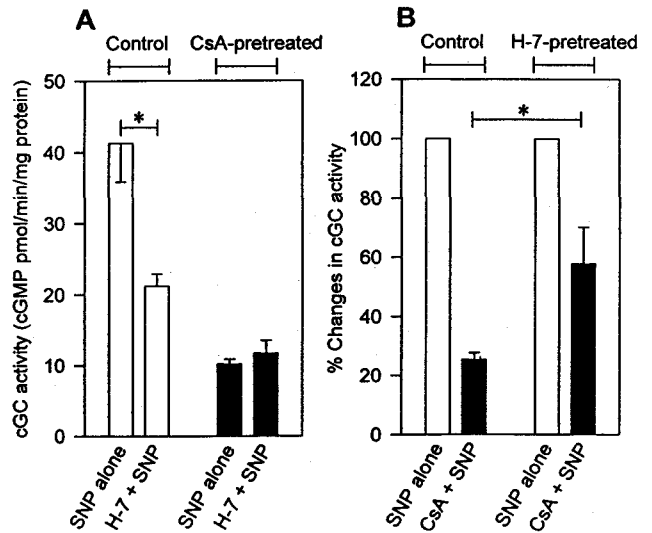 A
Control CsA-pretreated
cGC activity (cGMP pmol/min/mg protein)
50
40
30
20
10
0
*
SNP alone
H-7 + SNP
SNP alone
H-7 + SNP
B
Control H-7-pretreated
% Changes in cGC activity
120
100
80
60
40
20
0
*
SNP alone
CsA + SNP
SNP alone
CsA + SNP